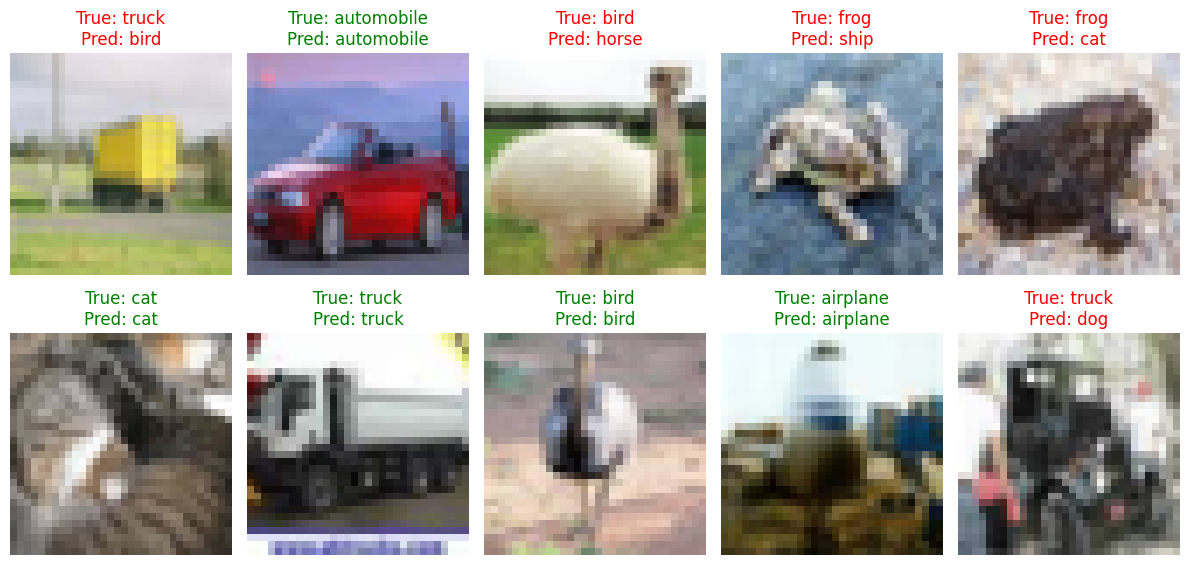 True: truck
Pred: bird
True: automobile
Pred: automobile
True: bird
Pred: horse
True: frog
Pred: ship
True: frog
Pred: cat
True: cat
Pred: cat
True: truck
Pred: truck
True: bird
Pred: bird
True: airplane
Pred: airplane
True: truck
Pred: dog